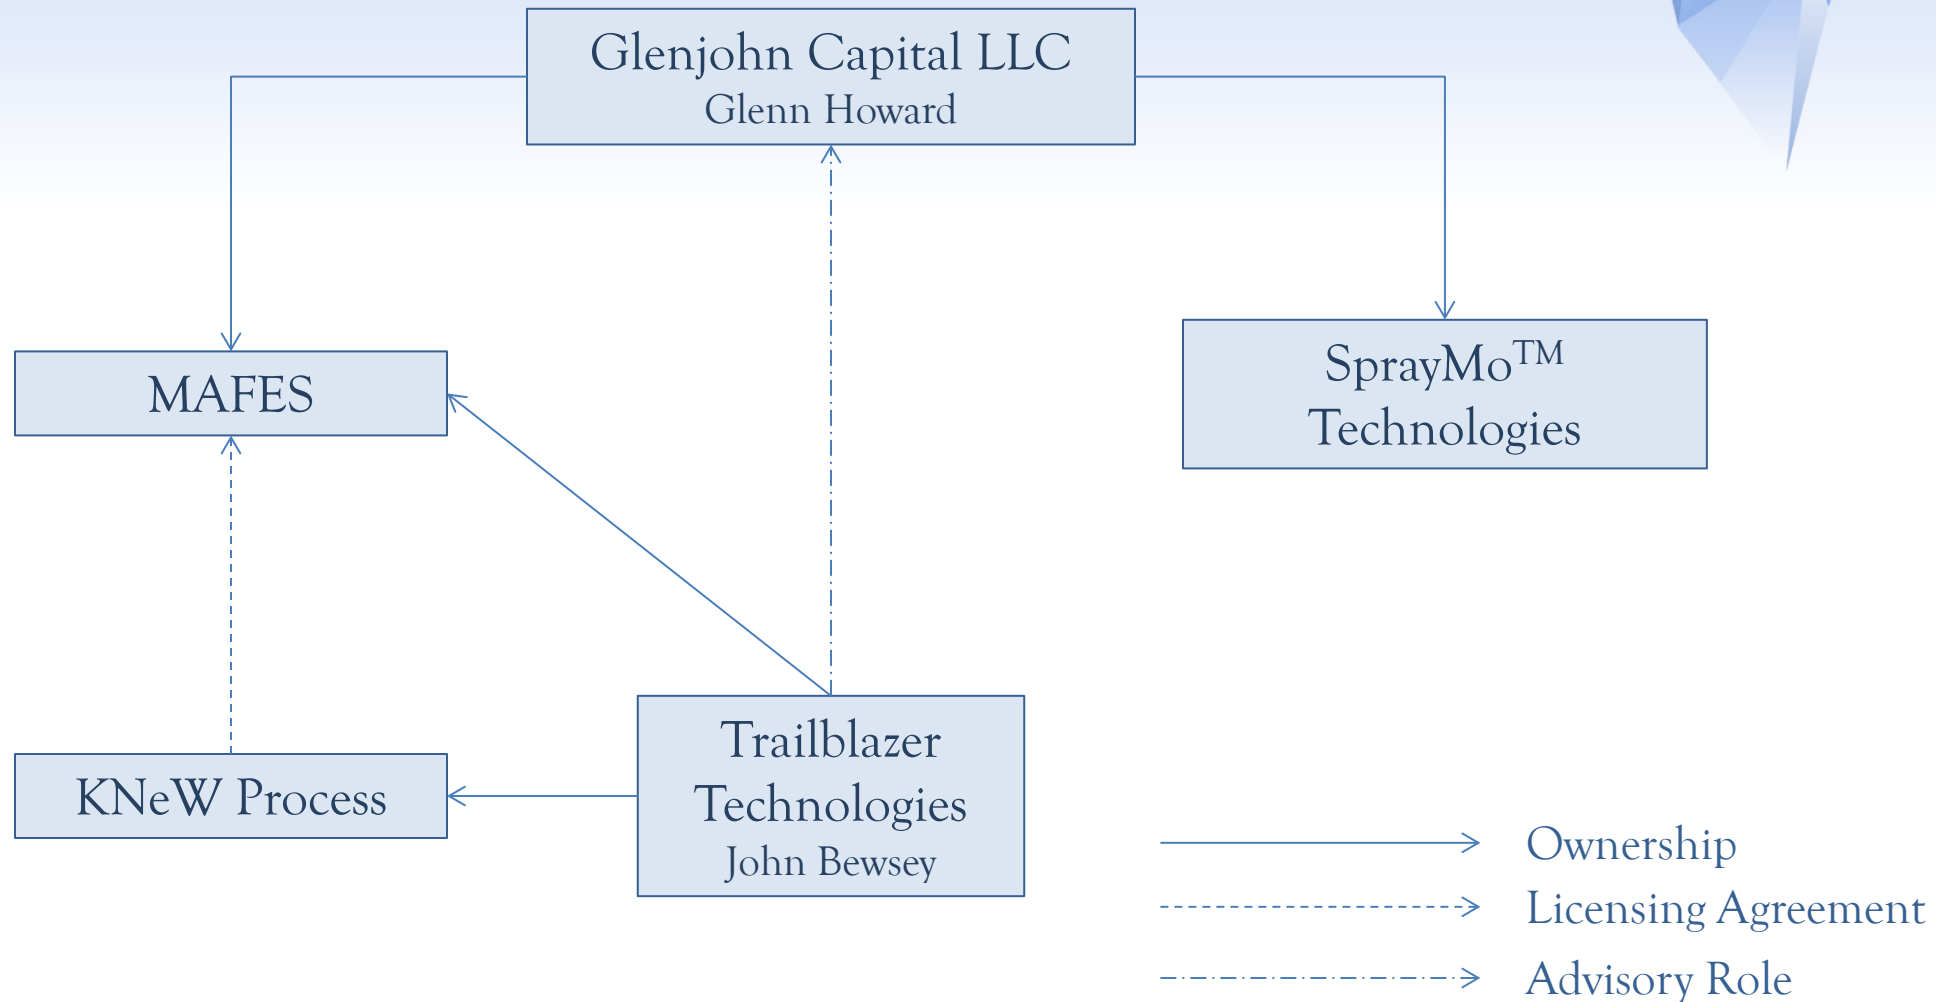 Glenjohn Capital LLC
Glenn Howard
MAFES
SprayMo™
Technologies
KNeW Process
Trailblazer
Technologies
John Bewsey
Ownership
Licensing Agreement
Advisory Role